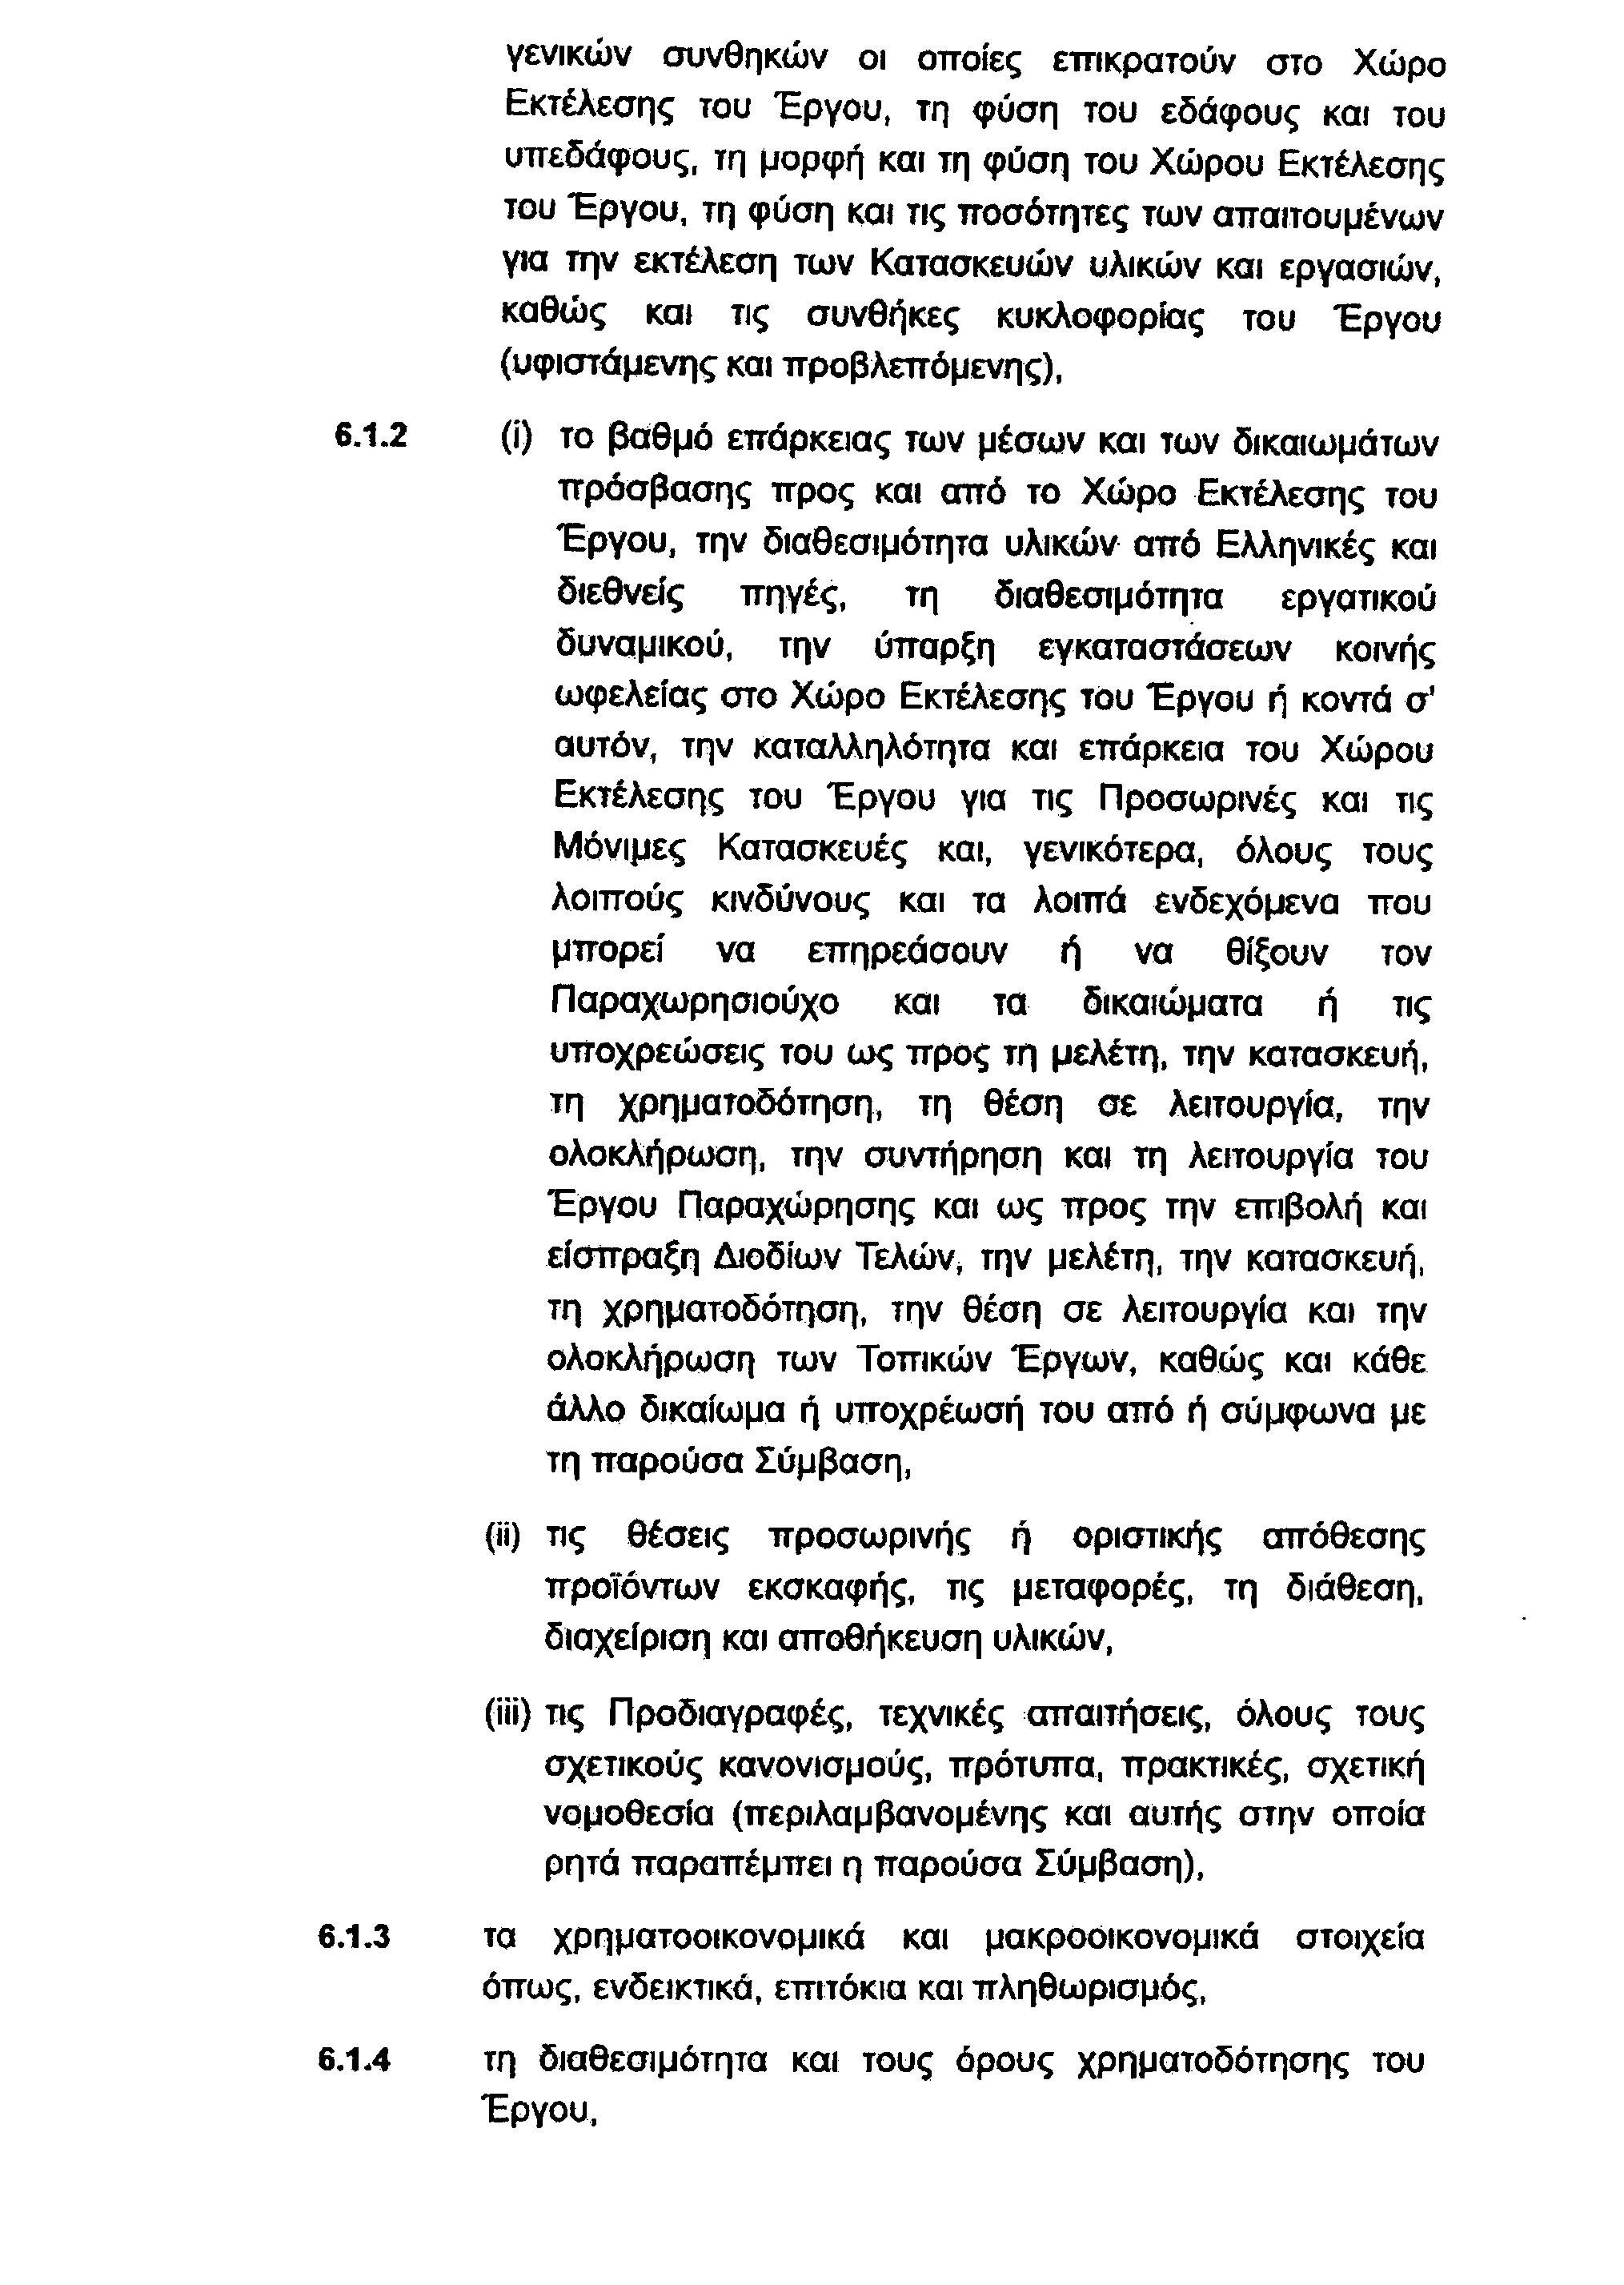 γενικών συνθηκών οι οποίες επικρατούν στο Χώρο
Εκτέλεσης του Έργου, τη φύση του εδάφους και του
υπεδάφους, τη μορφή και τη φύση του Χώρου Εκτέλεσης
του Έργου, τη φύση και τις ποσότητες των απαιτουμένων
για την εκτέλεση των Κατασκευών υλικών και εργασιών,
καθώς και τις συνθήκες κυκλοφορίας του Έργου
(υφιστάμενης και προβλεπόμενης),
6.1.2 (i) το βαθμό επάρκειας των μέσων και των δικαιωμάτων
πρόσβασης προς και από το Χώρο Εκτέλεσης του
Έργου, την διαθεσιμότητα υλικών από Ελληνικές και
διεθνείς πηγές, τη διαθεσιμότητα εργατικού
δυναμικού, την ύπαρξη εγκαταστάσεων κοινής
ωφελείας στο Χώρο Εκτέλεσης του Έργου ή κοντά σ'
αυτόν, την καταλληλότητα και επάρκεια του Χώρου
Εκτέλεσης του Έργου για τις Προσωρινές και τις
Μόνιμες Κατασκευές και, γενικότερα, όλους τους
λοιπούς κινδύνους και τα λοιπά ενδεχόμενα που
μπορεί να επηρεάσουν ή να θίξουν τον
Παραχωρησιούχο και τα δικαιώματα ή τις
υποχρεώσεις του ως προς τη μελέτη, την κατασκευή,
τη χρηματοδότηση, τη θέση σε λειτουργία, την
ολοκλήρωση, την συντήρηση και τη λειτουργία του
Έργου Παραχώρησης και ως προς την επιβολή και
είσπραξη Διοδίων Τελών, την μελέτη, την κατασκευή,
τη χρηματοδότηση, την θέση σε λειτουργία και την
ολοκλήρωση των Τοπικών Έργων, καθώς και κάθε
άλλο δικαίωμα ή υποχρέωσή του από ή σύμφωνα με
τη παρούσα Σύμβαση,
(ii) τις θέσεις προσωρινής ή οριστικής απόθεσης
προϊόντων εκσκαφής, τις μεταφορές, τη διάθεση,
διαχείριση και αποθήκευση υλικών,
(iii) τις Προδιαγραφές, τεχνικές απαιτήσεις, όλους τους
σχετικούς κανονισμούς, πρότυπα, πρακτικές, σχετική
νομοθεσία (περιλαμβανομένης και αυτής στην οποία
ρητά παραπέμπει η παρούσα Σύμβαση),
6.1.3 τα χρηματοοικονομικά και μακροοικονομικά στοιχεία
όπως, ενδεικτικά, επιτόκια και πληθωρισμός,
6.1.4 τη διαθεσιμότητα και τους όρους χρηματοδότησης του
Έργου,